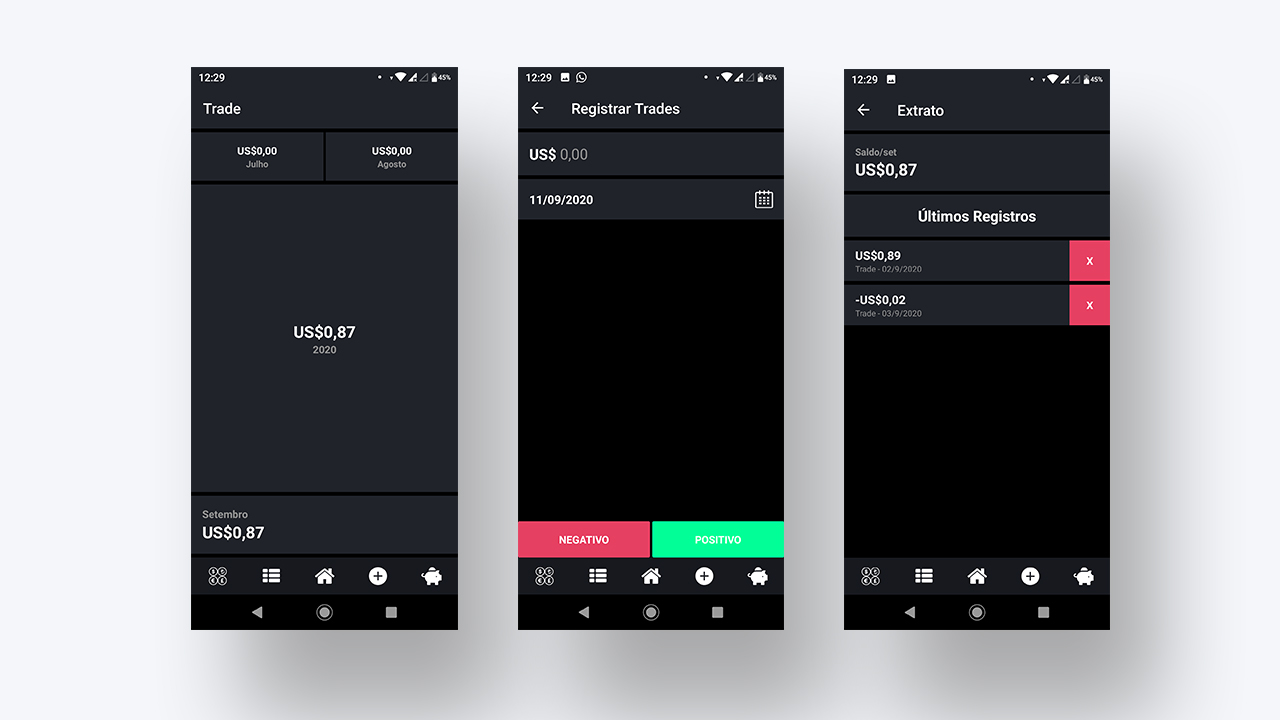 12:29
45%
Trade
US$0,00
Julho
US$0,00
Agosto
US$0,87
2020
Setembro
US$0,87
12:29
45%
Registrar Trades
US$ 0,00
11/09/2020
NEGATIVO
POSITIVO
12:29
45%
Extrato
Saldo/set
US$0,87
Últimos Registros
US$0,89
Trade - 02/9/2020
X
-US$0,02
Trade - 03/9/2020
X